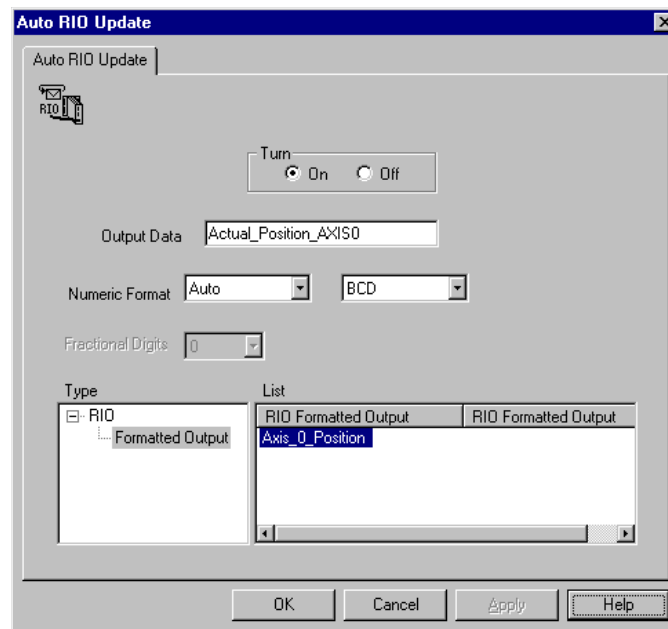 Auto RIO Update
Auto RIO Update
RIO
Turn
On Off
Output Data Actual_Position_AXIS0
Numeric Format Auto BCD
Fractional Digits 0
Type List
RIO RIO Formatted Output RIO Formatted Output
Formatted Output Axis_0_Position
OK Cancel Apply Help